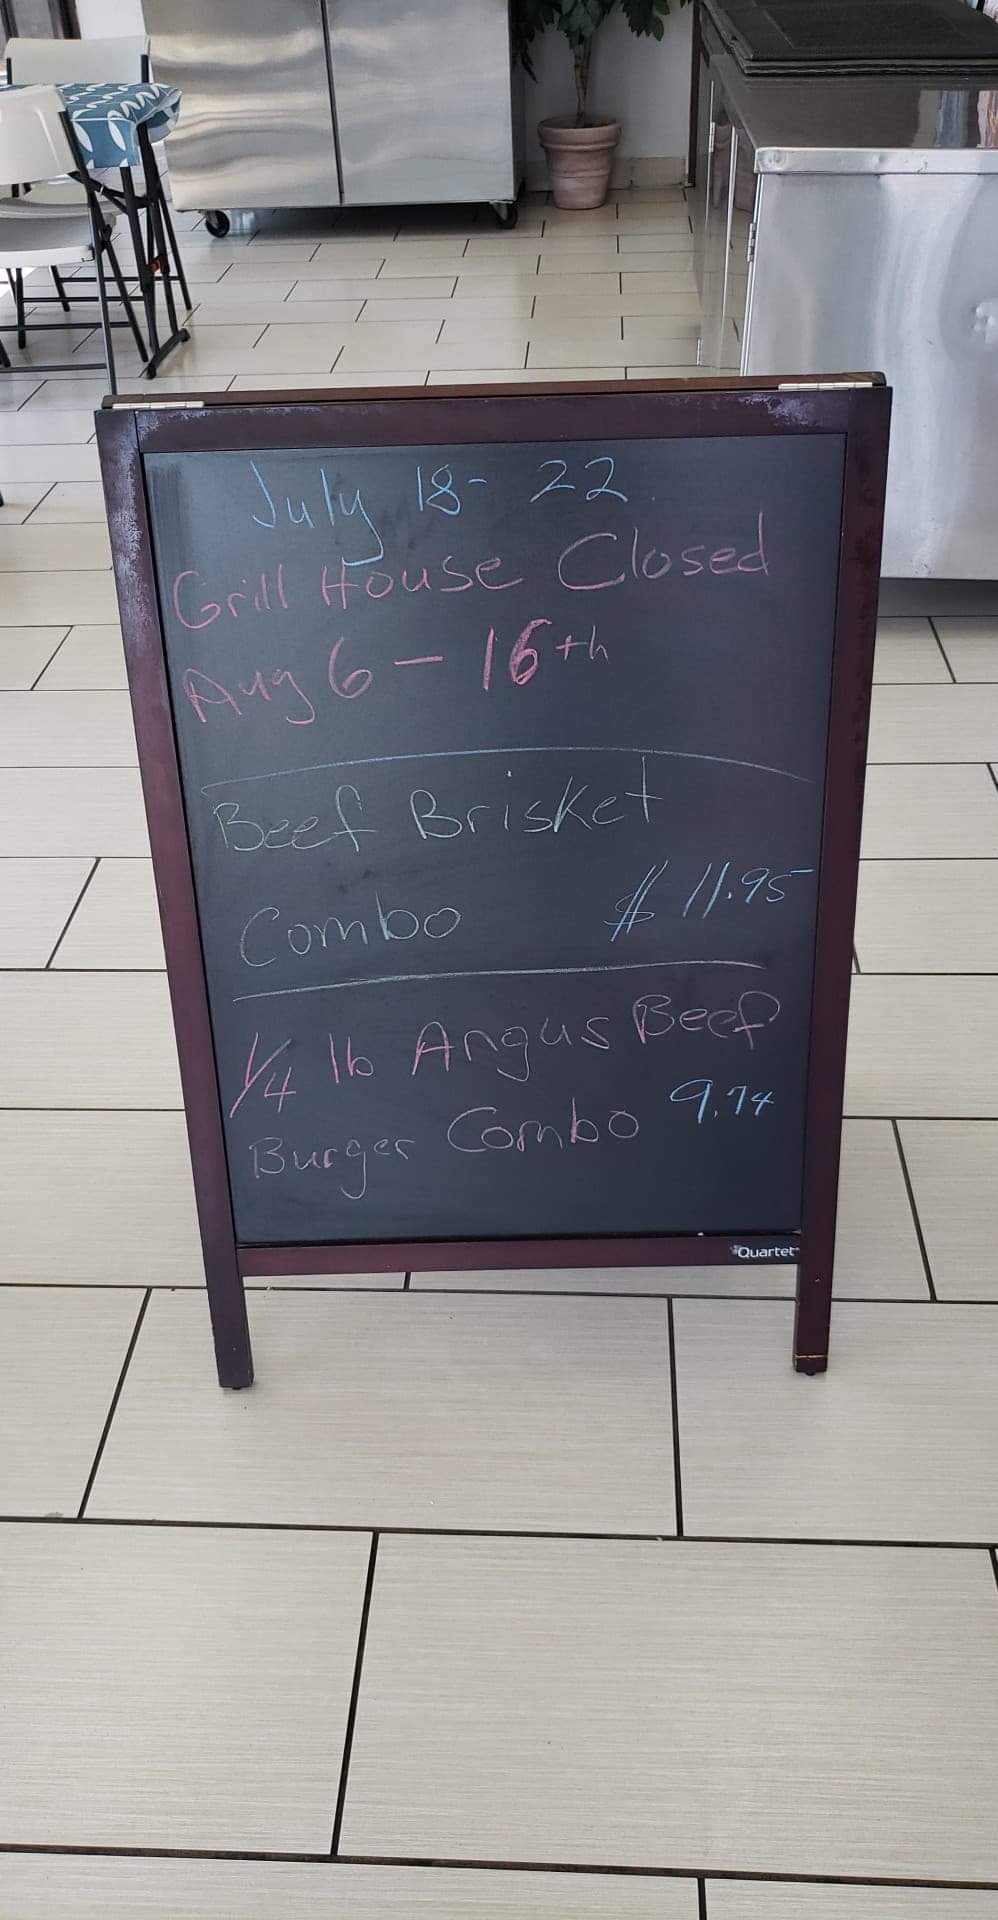 July 18-22
Grill House Closed
Aug 6 - 16th
Beef Brisket
Combo $ 11.95
1/4 lb Angus Beef
Burger Combo 9.74
Quartet